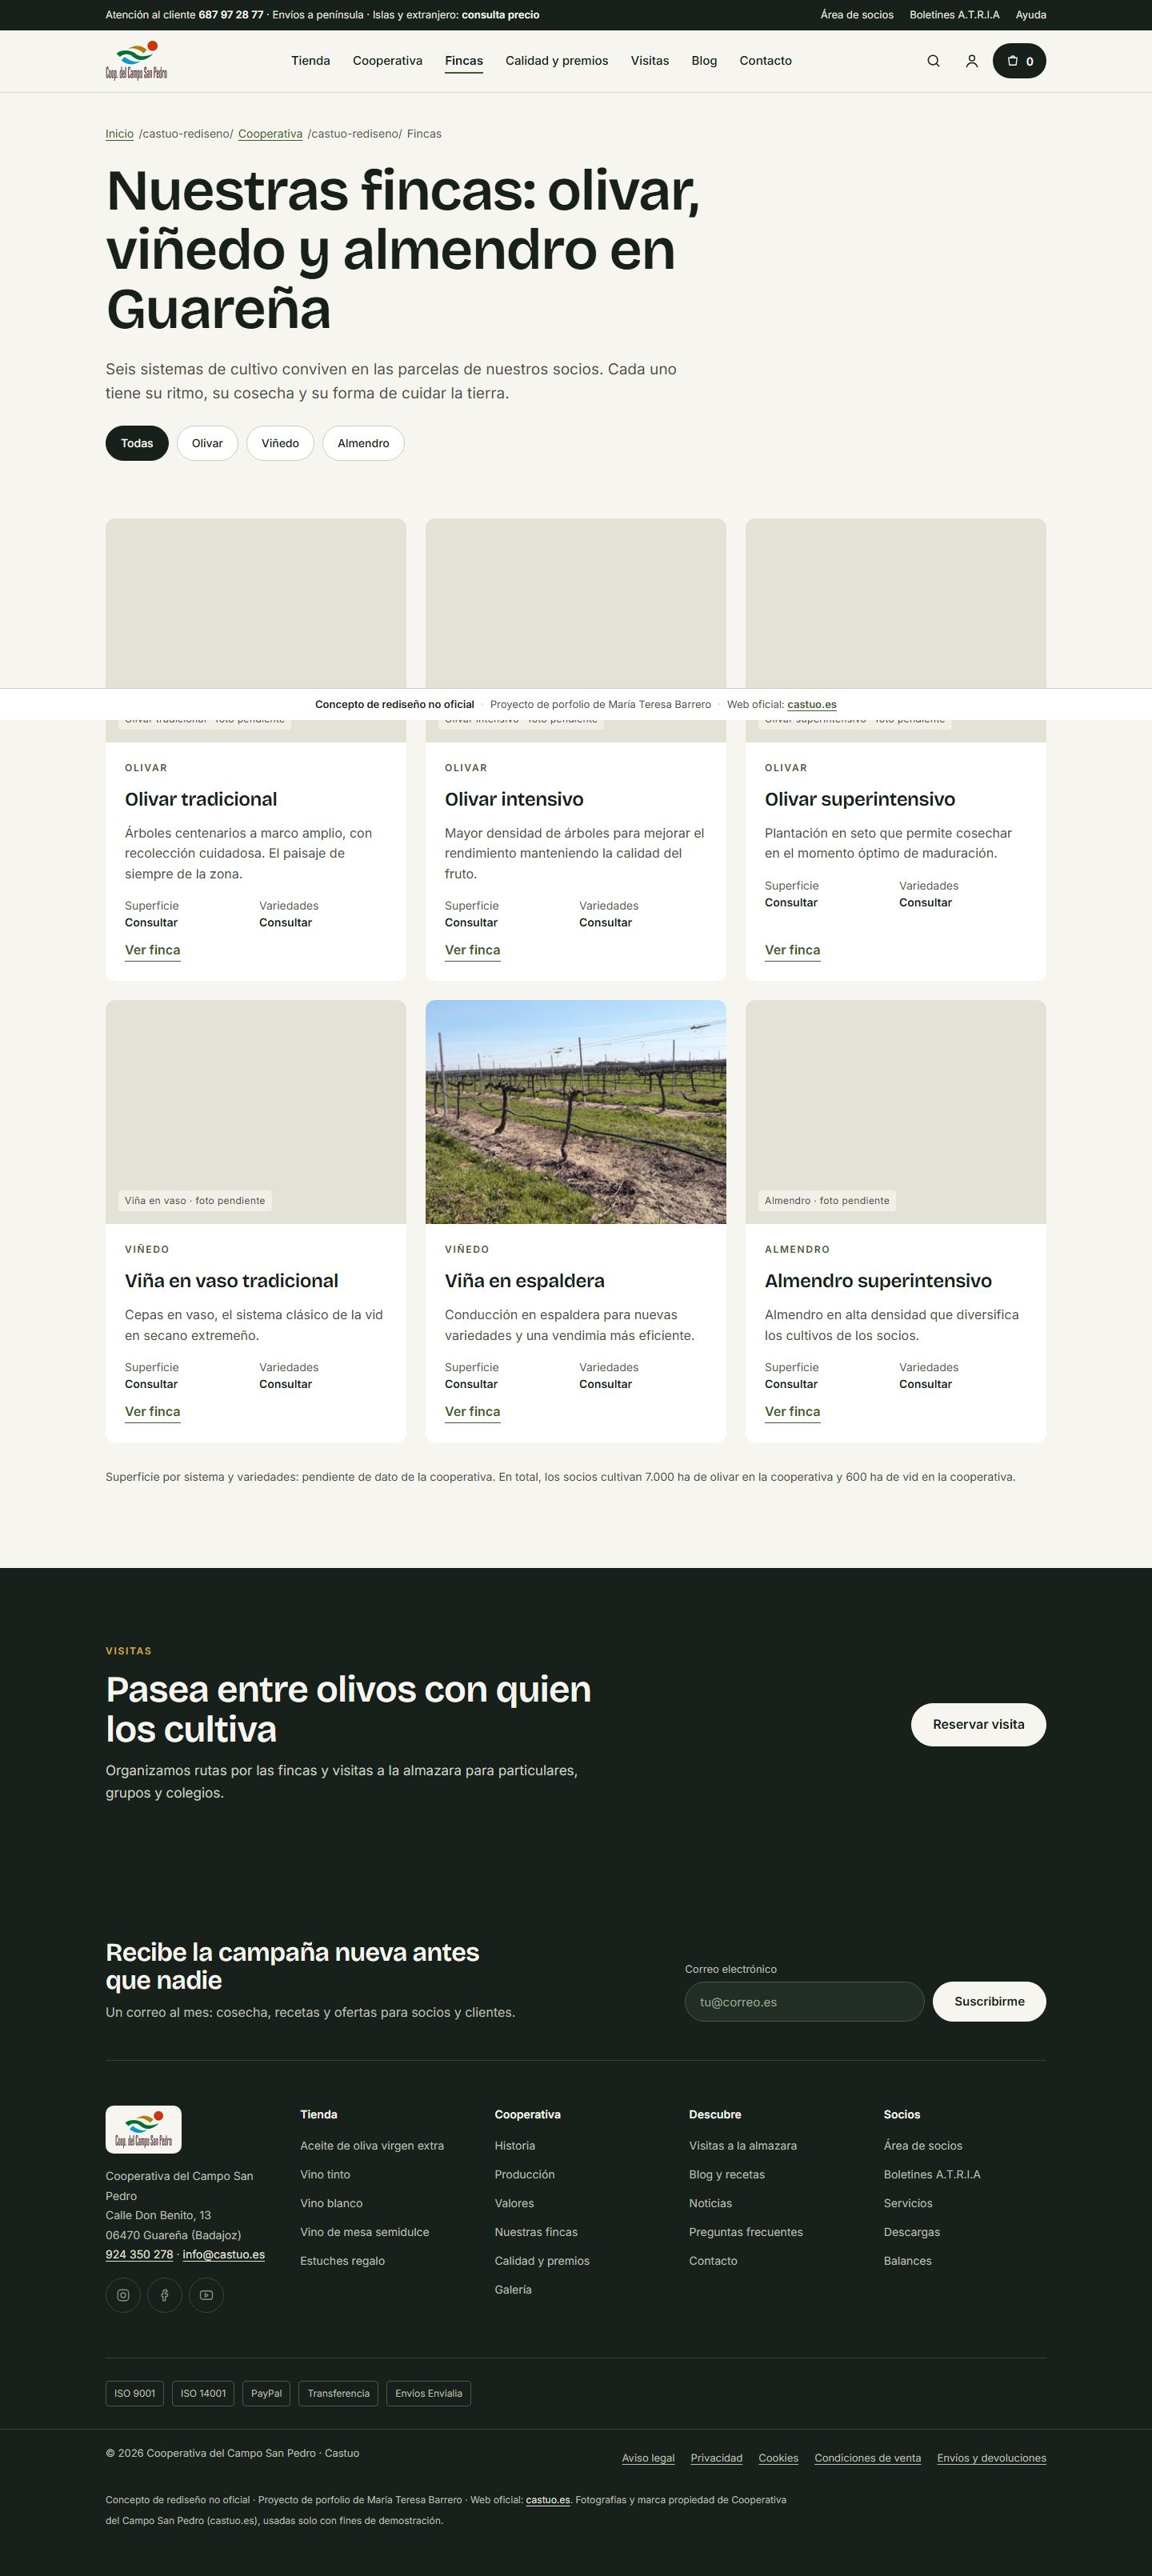 Atención al cliente 687 97 28 77 · Envíos a península · Islas y extranjero: consulta precio
Área de socios Boletines A.T.R.I.A Ayuda
Coop. del Campo San Pedro
Tienda Cooperativa Fincas Calidad y premios Visitas Blog Contacto
0
Inicio /castuo-rediseno/ Cooperativa /castuo-rediseno/ Fincas
Nuestras fincas: olivar,
viñedo y almendro en
Guareña
Seis sistemas de cultivo conviven en las parcelas de nuestros socios. Cada uno
tiene su ritmo, su cosecha y su forma de cuidar la tierra.
Todas Olivar Viñedo Almendro
Concepto de rediseño no oficial · Proyecto de porfolio de María Teresa Barrero · Web oficial: castuo.es
Olivar tradicional · foto pendiente
Olivar intensivo · foto pendiente
Olivar superintensivo · foto pendiente
OLIVAR
Olivar tradicional
Árboles centenarios a marco amplio, con
recolección cuidadosa. El paisaje de
siempre de la zona.
Superficie Variedades
Consultar Consultar
Ver finca
OLIVAR
Olivar intensivo
Mayor densidad de árboles para mejorar el
rendimiento manteniendo la calidad del
fruto.
Superficie Variedades
Consultar Consultar
Ver finca
OLIVAR
Olivar superintensivo
Plantación en seto que permite cosechar
en el momento óptimo de maduración.
Superficie Variedades
Consultar Consultar
Ver finca
Viña en vaso · foto pendiente
VIÑEDO
Viña en vaso tradicional
Cepas en vaso, el sistema clásico de la vid
en secano extremeño.
Superficie Variedades
Consultar Consultar
Ver finca
VIÑEDO
Viña en espaldera
Conducción en espaldera para nuevas
variedades y una vendimia más eficiente.
Superficie Variedades
Consultar Consultar
Ver finca
Almendro · foto pendiente
ALMENDRO
Almendro superintensivo
Almendro en alta densidad que diversifica
los cultivos de los socios.
Superficie Variedades
Consultar Consultar
Ver finca
Superficie por sistema y variedades: pendiente de dato de la cooperativa. En total, los socios cultivan 7.000 ha de olivar en la cooperativa y 600 ha de vid en la cooperativa.
VISITAS
Pasea entre olivos con quien
los cultiva
Organizamos rutas por las fincas y visitas a la almazara para particulares,
grupos y colegios.
Reservar visita
Recibe la campaña nueva antes
que nadie
Un correo al mes: cosecha, recetas y ofertas para socios y clientes.
Correo electrónico
tu@correo.es
Suscribirme
Coop. del Campo San Pedro
Cooperativa del Campo San
Pedro
Calle Don Benito, 13
06470 Guareña (Badajoz)
924 350 278 · info@castuo.es
Tienda
Aceite de oliva virgen extra
Vino tinto
Vino blanco
Vino de mesa semidulce
Estuches regalo
Cooperativa
Historia
Producción
Valores
Nuestras fincas
Calidad y premios
Galería
Descubre
Visitas a la almazara
Blog y recetas
Noticias
Preguntas frecuentes
Contacto
Socios
Área de socios
Boletines A.T.R.I.A
Servicios
Descargas
Balances
ISO 9001 ISO 14001 PayPal Transferencia Envíos Envialia
© 2026 Cooperativa del Campo San Pedro · Castuo
Aviso legal Privacidad Cookies Condiciones de venta Envíos y devoluciones
Concepto de rediseño no oficial · Proyecto de porfolio de María Teresa Barrero · Web oficial: castuo.es. Fotografías y marca propiedad de Cooperativa
del Campo San Pedro (castuo.es), usadas solo con fines de demostración.